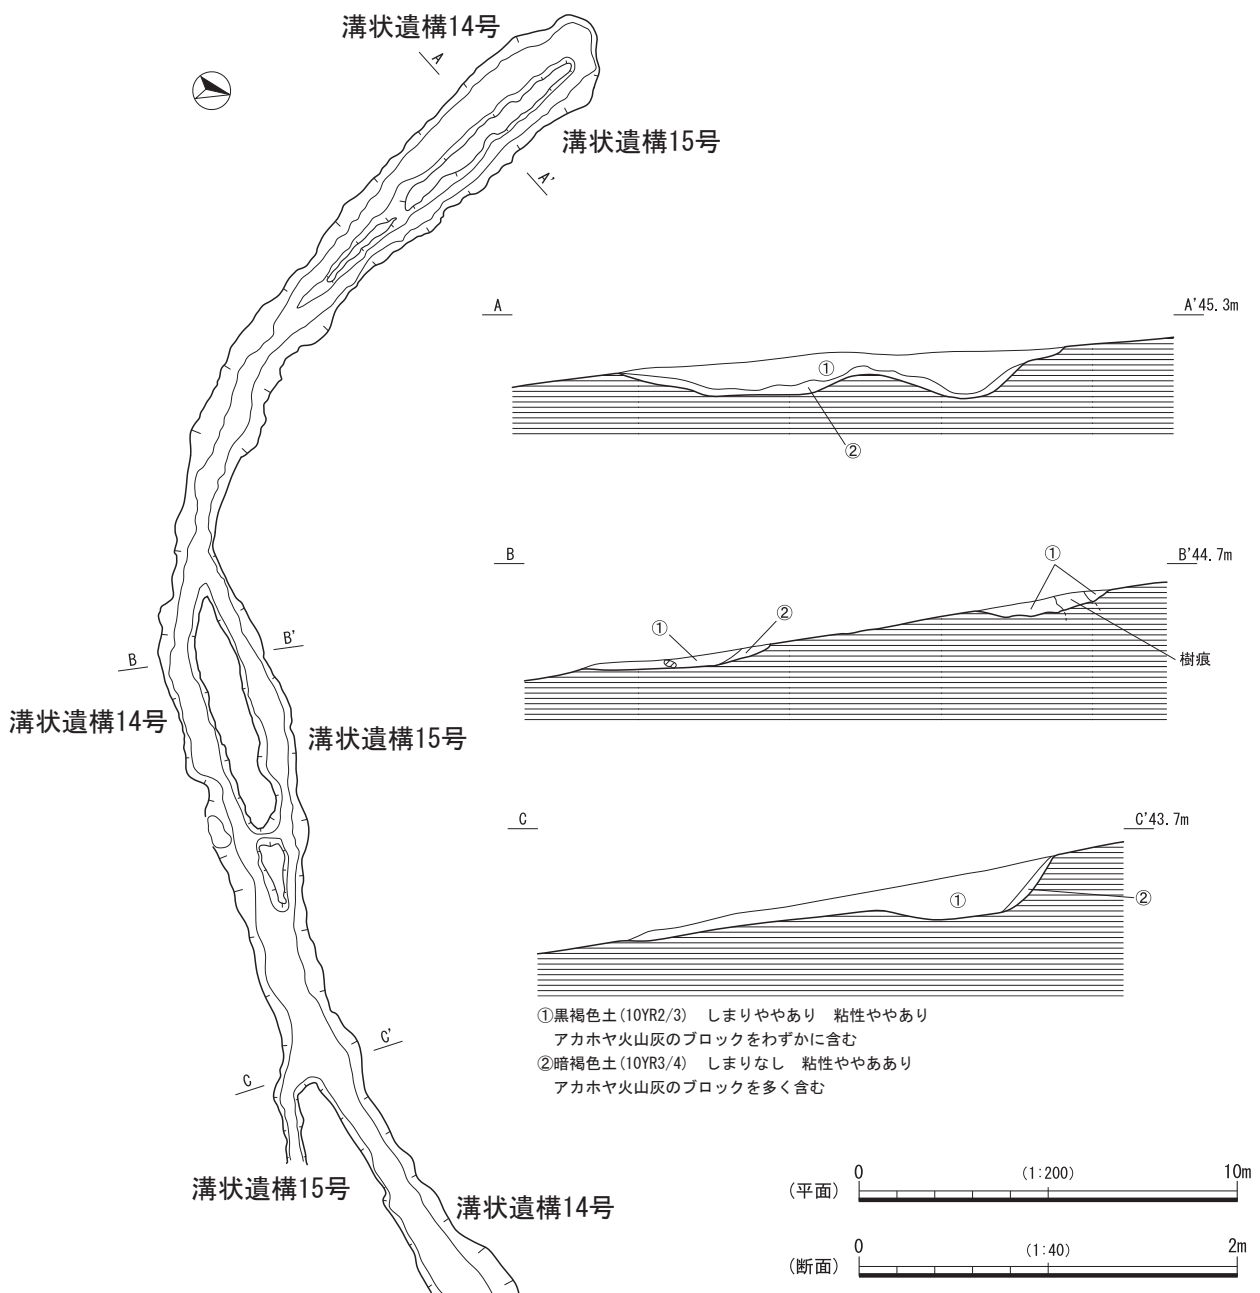 溝状遺構14号
A
溝状遺構15号
A'
A
A'45.3m
①
②
B
B'44.7m
①
②
①
樹痕
B'
B
溝状遺構14号
溝状遺構15号
C
C'43.7m
①
②
①黒褐色土(10YR2/3) しまりややあり 粘性ややあり
アカホヤ火山灰のブロックをわずかに含む
②暗褐色土(10YR3/4) しまりなし 粘性ややああり
アカホヤ火山灰のブロックを多く含む
C'
C
溝状遺構15号
溝状遺構14号
(平面) 0 (1:200) 10m
(断面) 0 (1:40) 2m